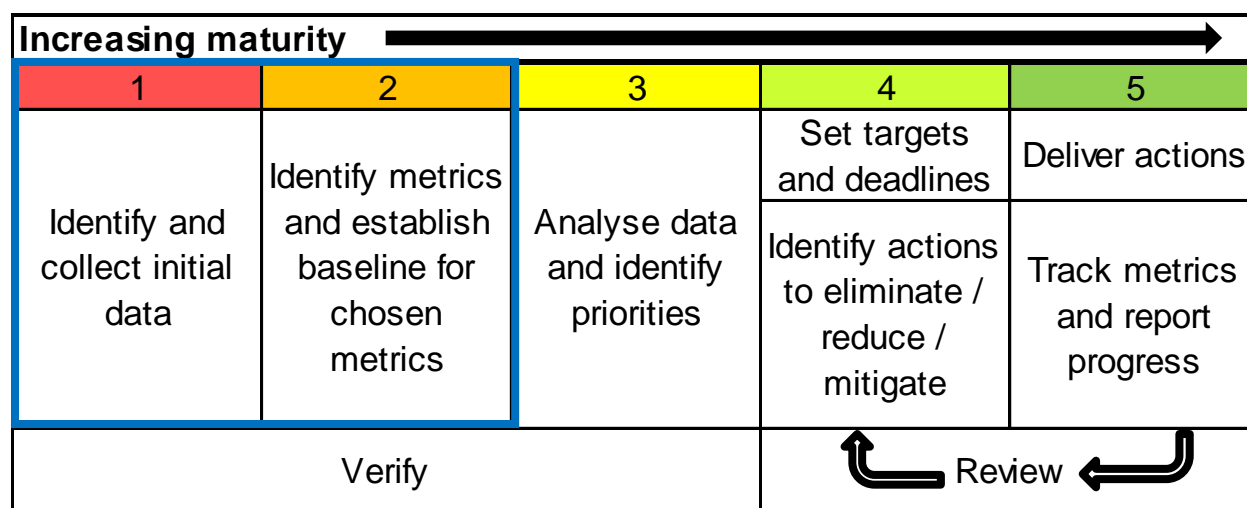 Increasing maturity
1
2
3
4
5
Identify and
collect initial
data
Identify metrics
and establish
baseline for
chosen
metrics
Analyse data
and identify
priorities
Set targets
and deadlines
Identify actions
to eliminate /
reduce /
mitigate
Deliver actions
Track metrics
and report
progress
Verify
Review